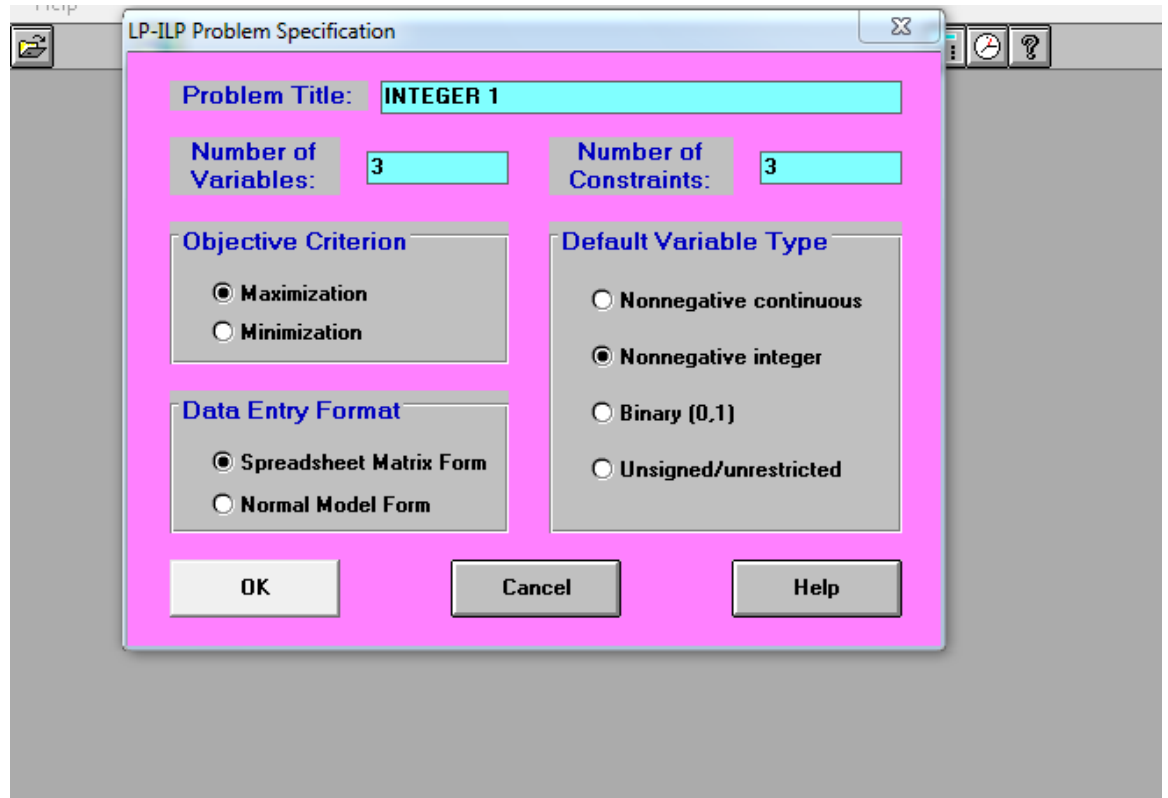 Help
LP-ILP Problem Specification
Problem Title: INTEGER 1
Number of Variables: 3
Number of Constraints: 3
Objective Criterion
Maximization
Minimization
Default Variable Type
Nonnegative continuous
Nonnegative integer
Binary (0,1)
Unsigned/unrestricted
Data Entry Format
Spreadsheet Matrix Form
Normal Model Form
OK
Cancel
Help